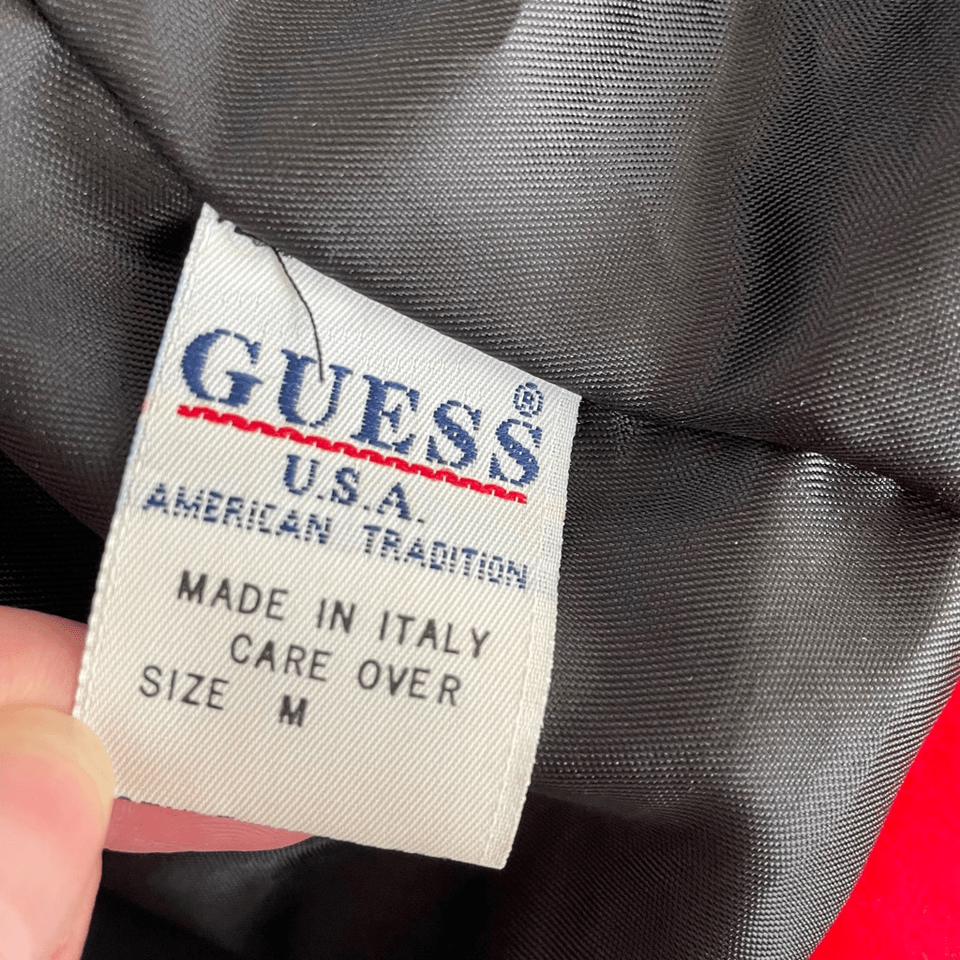 GUESS®
U.S.A.
AMERICAN TRADITION
MADE IN ITALY
CARE OVER
SIZE M